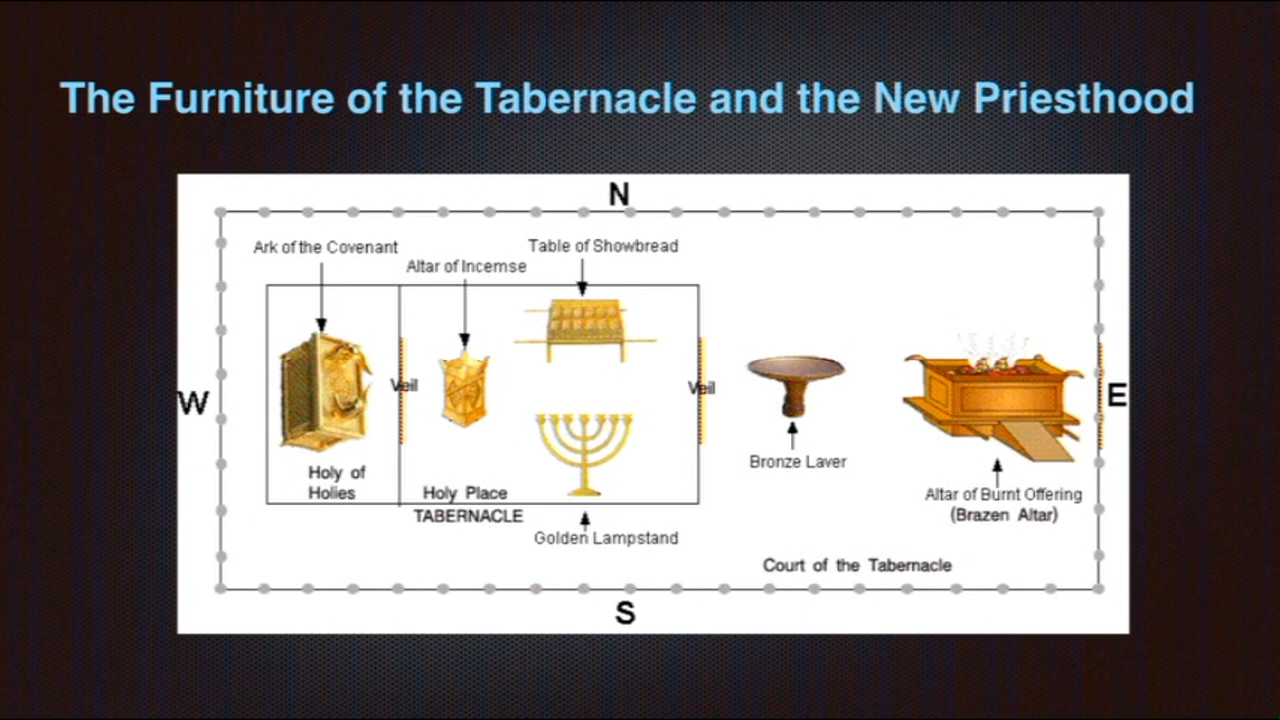 The Furniture of the Tabernacle and the New Priesthood
N
Ark of the Covenant
Table of Showbread
Altar of Incemse
W
Veil
Veil
E
Bronze Laver
Holy of
Holies
Holy Place
TABERNACLE
Altar of Burnt Offering
(Brazen Altar)
Golden Lampstand
Court of the Tabernacle
S